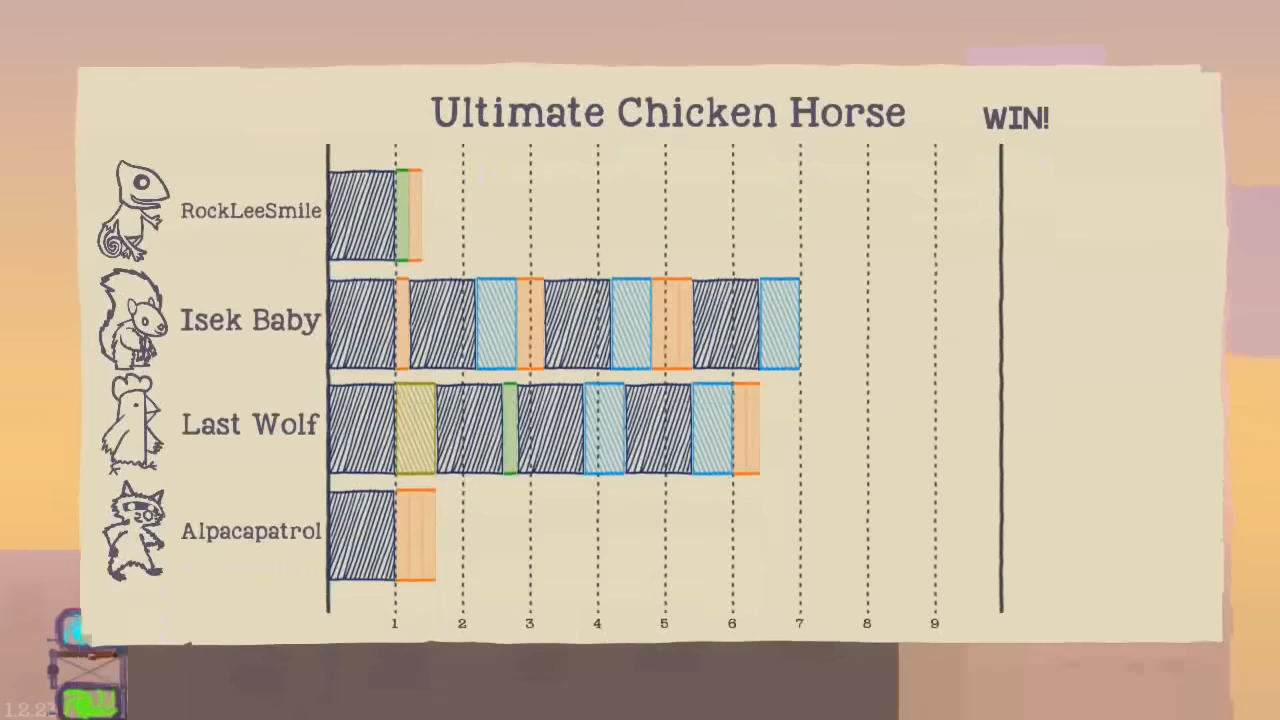 Ultimate Chicken Horse
WIN!
RockLeeSmile
Isek Baby
Last Wolf
Alpacapatrol
1 2 3 4 5 6 7 8 9